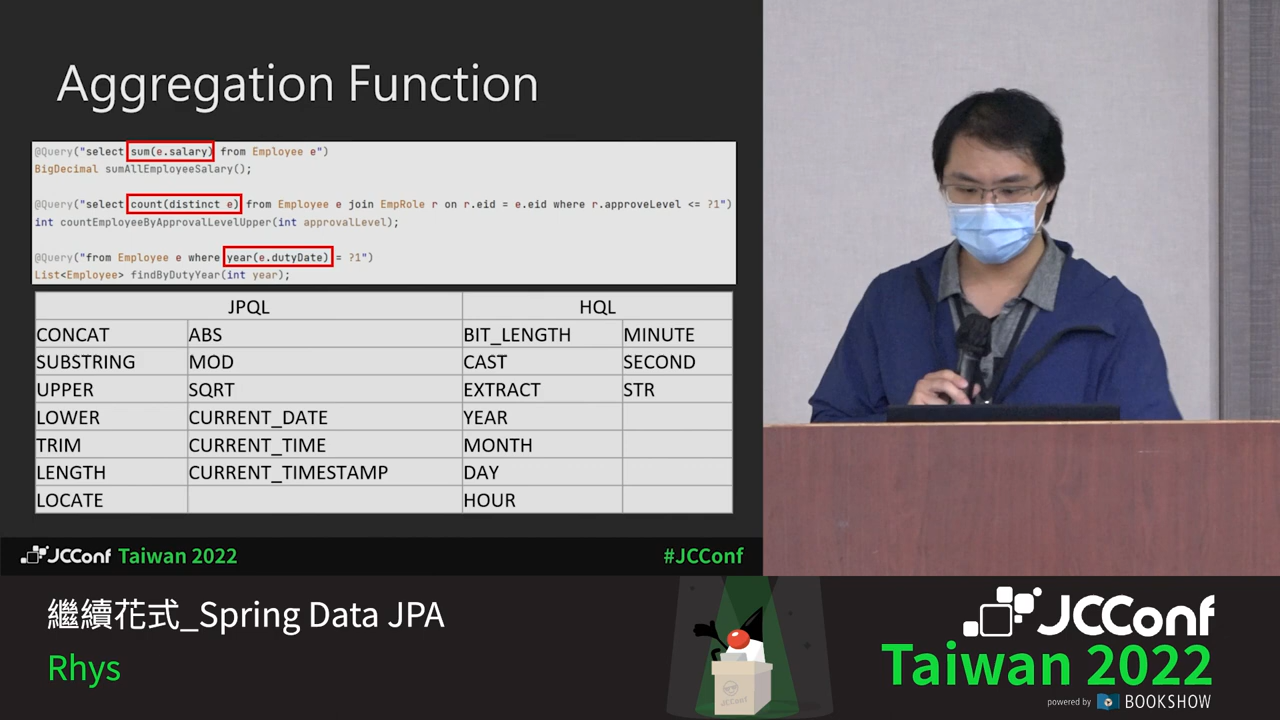 Aggregation Function
@Query("select sum(e.salary) from Employee e")
BigDecimal sumAllEmployeeSalary();
@Query("select count(distinct e) from Employee e join EmpRole r on r.eid = e.eid where r.approveLevel <= ?1")
int countEmployeeByApprovalLevelUpper(int approvalLevel);
@Query("from Employee e where year(e.dutyDate) = ?1")
List<Employee> findByDutyYear(int year);
JPQL HQL
CONCAT ABS BIT_LENGTH MINUTE
SUBSTRING MOD CAST SECOND
UPPER SQRT EXTRACT STR
LOWER CURRENT_DATE YEAR
TRIM CURRENT_TIME MONTH
LENGTH CURRENT_TIMESTAMP DAY
LOCATE HOUR
JCConf Taiwan 2022 #JCConf
繼續花式_Spring Data JPA
Rhys
JCConf
JCConf
Taiwan 2022
powered by BOOKSHOW